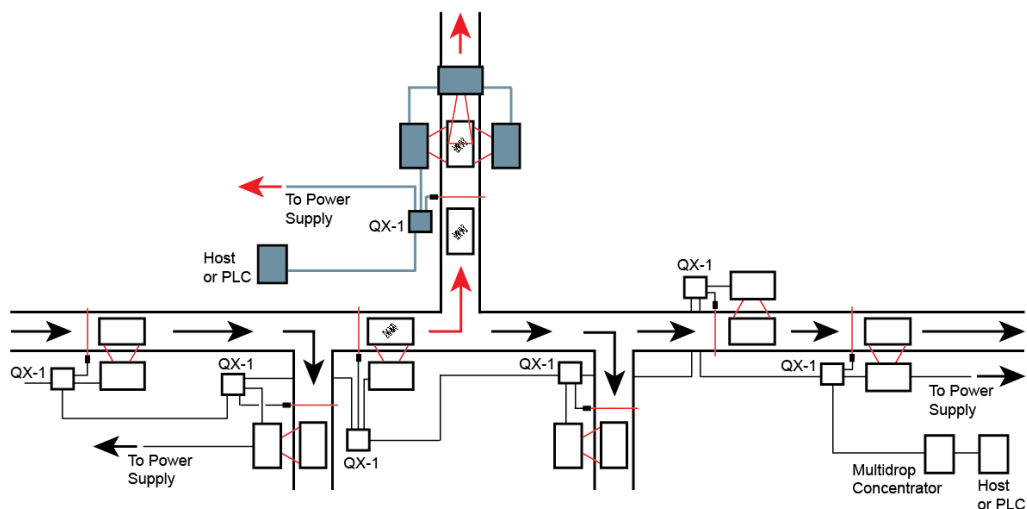 To Power
Supply
QX-1
Host
or PLC
QX-1
QX-1
QX-1
QX-1
QX-1
QX-1
To Power
Supply
To Power
Supply
Multidrop
Concentrator
Host
or PLC